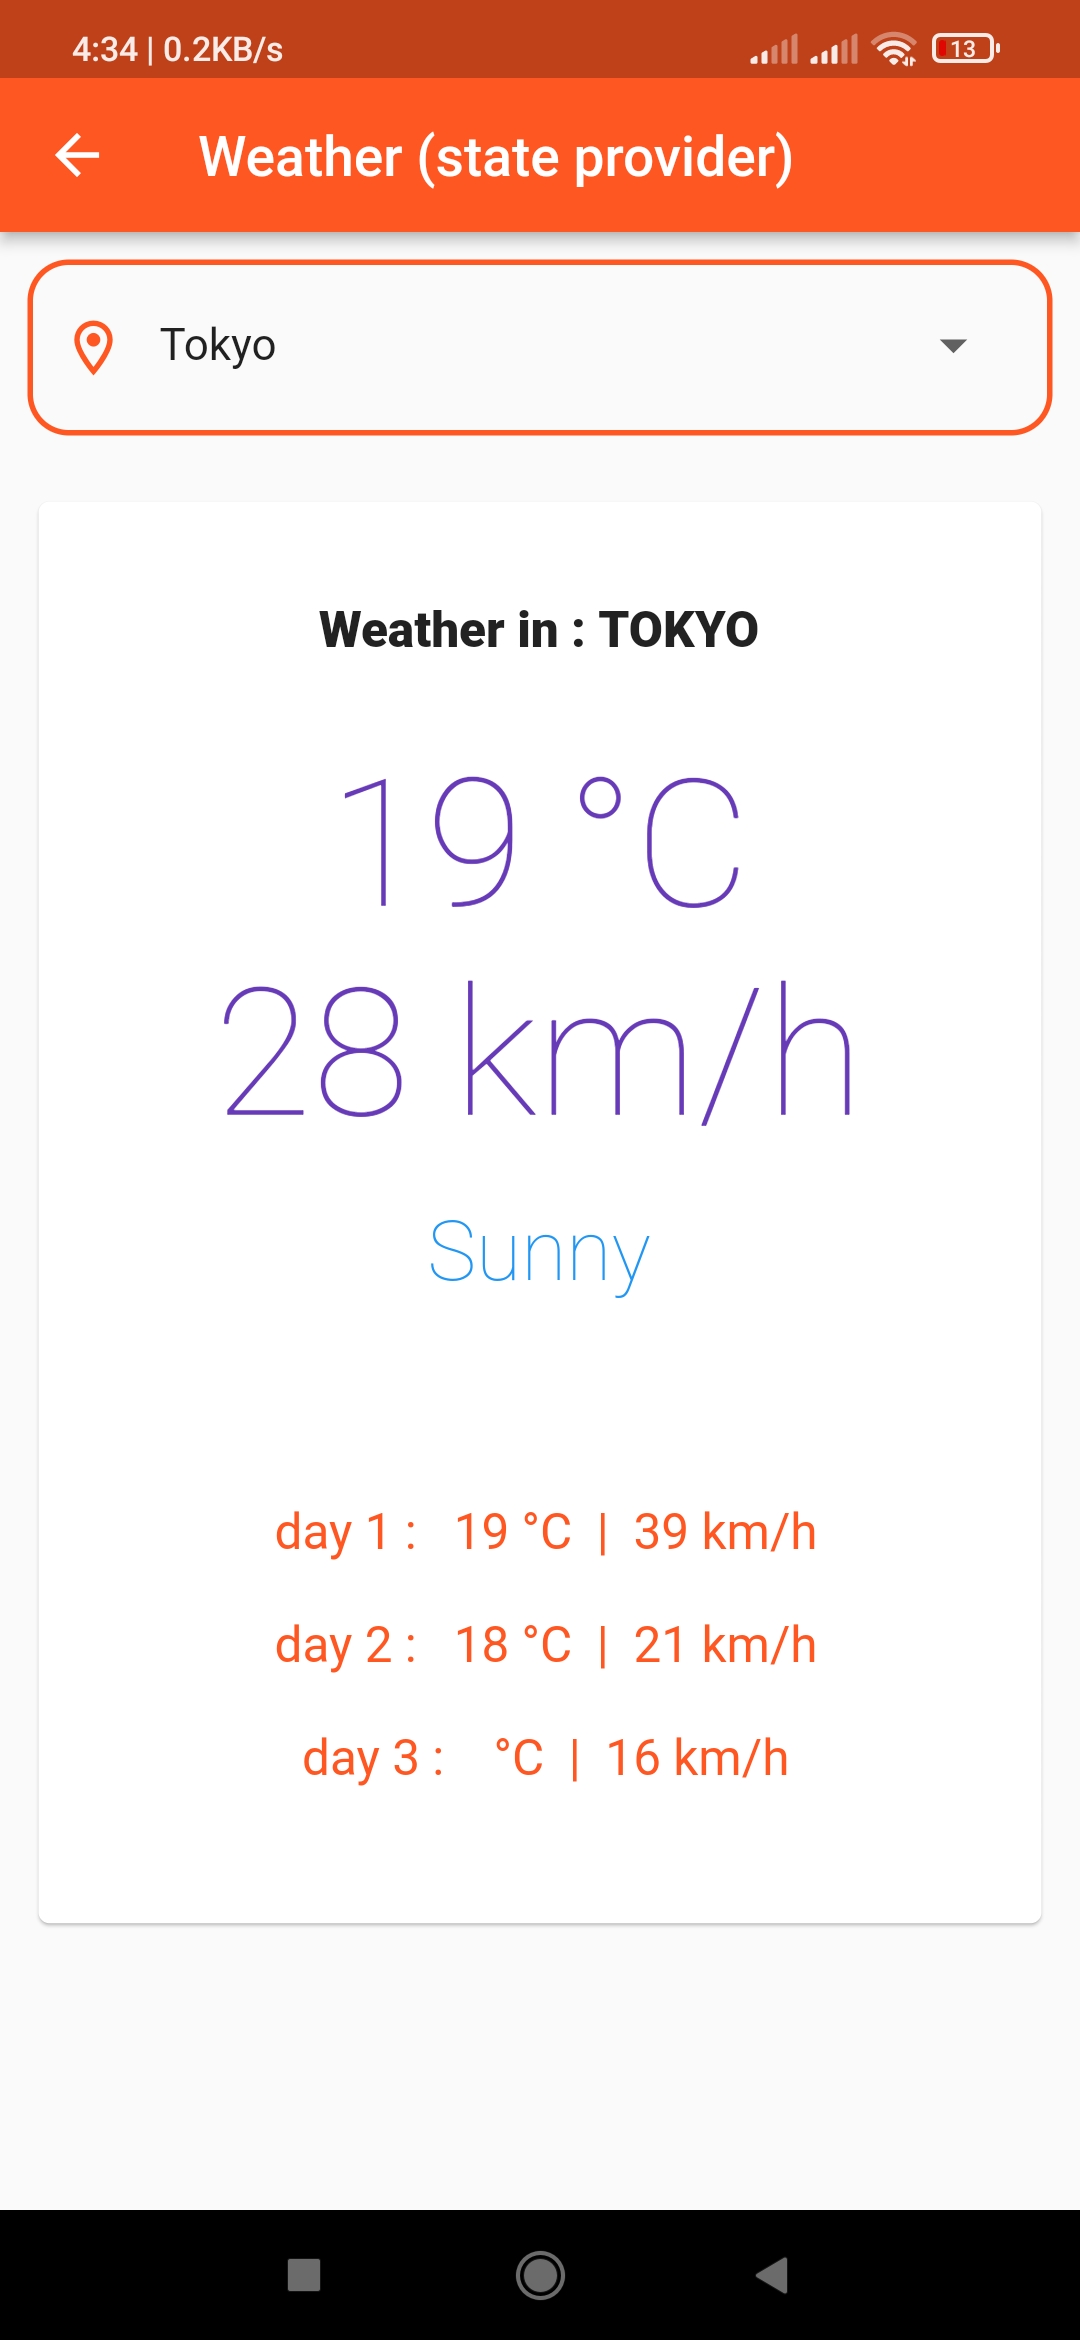 4:34 | 0.2KB/s 13
Weather (state provider)
Tokyo
Weather in : TOKYO
19 °C
28 km/h
Sunny
day 1 : 19 °C | 39 km/h
day 2 : 18 °C | 21 km/h
day 3 : °C | 16 km/h